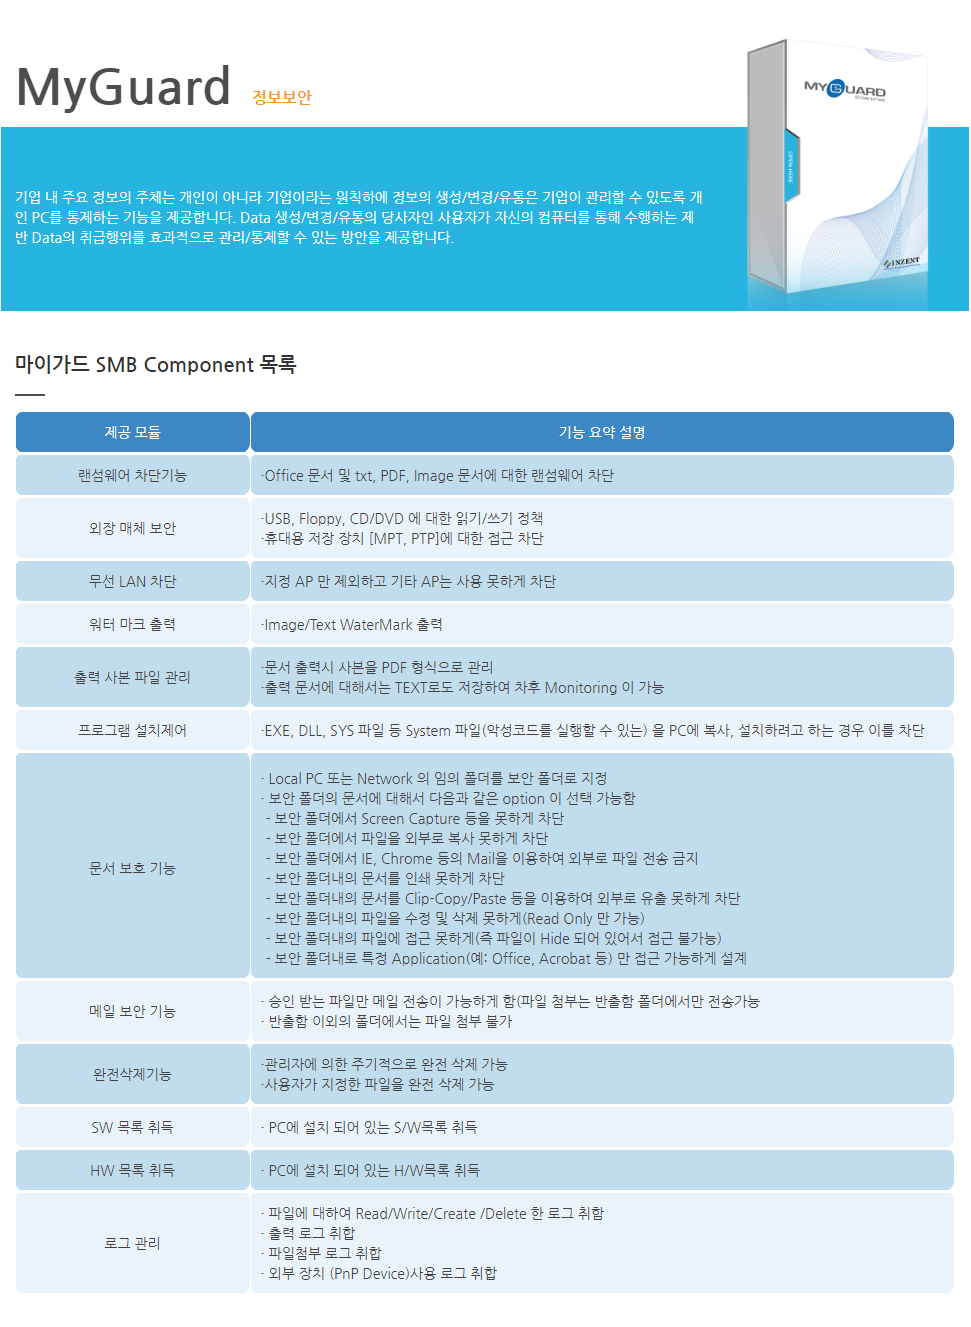 MyGuard 정보보안
MYGUARD
OPEN HERE
INZENT
기업 내 주요 정보의 주체는 개인이 아니라 기업이라는 원칙하에 정보의 생성/변경/유통은 기업이 관리할 수 있도록 개
인 PC를 통제하는 기능을 제공합니다. Data 생성/변경/유통의 당사자인 사용자가 자신의 컴퓨터를 통해 수행하는 제
반 Data의 취급행위를 효과적으로 관리/통제할 수 있는 방안을 제공합니다.
마이가드 SMB Component 목록
제공 모듈 기능 요약 설명
랜섬웨어 차단기능 ·Office 문서 및 txt, PDF, Image 문서에 대한 랜섬웨어 차단
외장 매체 보안
·USB, Floppy, CD/DVD 에 대한 읽기/쓰기 정책
·휴대용 저장 장치 [MPT, PTP]에 대한 접근 차단
무선 LAN 차단 ·지정 AP 만 제외하고 기타 AP는 사용 못하게 차단
워터 마크 출력 ·Image/Text WaterMark 출력
출력 사본 파일 관리
·문서 출력시 사본을 PDF 형식으로 관리
·출력 문서에 대해서는 TEXT로도 저장하여 차후 Monitoring 이 가능
프로그램 설치제어 ·EXE, DLL, SYS 파일 등 System 파일(악성코드를 실행할 수 있는) 을 PC에 복사, 설치하려고 하는 경우 이를 차단
문서 보호 기능
· Local PC 또는 Network 의 임의 폴더를 보안 폴더로 지정
· 보안 폴더의 문서에 대해서 다음과 같은 option 이 선택 가능함
- 보안 폴더에서 Screen Capture 등을 못하게 차단
- 보안 폴더에서 파일을 외부로 복사 못하게 차단
- 보안 폴더에서 IE, Chrome 등의 Mail을 이용하여 외부로 파일 전송 금지
- 보안 폴더내의 문서를 인쇄 못하게 차단
- 보안 폴더내의 문서를 Clip-Copy/Paste 등을 이용하여 외부로 유출 못하게 차단
- 보안 폴더내의 파일을 수정 및 삭제 못하게(Read Only 만 가능)
- 보안 폴더내의 파일에 접근 못하게(즉 파일이 Hide 되어 있어서 접근 불가능)
- 보안 폴더내로 특정 Application(예: Office, Acrobat 등) 만 접근 가능하게 설계
메일 보안 기능
· 승인 받는 파일만 메일 전송이 가능하게 함(파일 첨부는 반출함 폴더에서만 전송가능
· 반출함 이외의 폴더에서는 파일 첨부 불가
완전삭제기능
·관리자에 의한 주기적으로 완전 삭제 가능
·사용자가 지정한 파일을 완전 삭제 가능
SW 목록 취득 · PC에 설치 되어 있는 S/W목록 취득
HW 목록 취득 · PC에 설치 되어 있는 H/W목록 취득
로그 관리
· 파일에 대하여 Read/Write/Create /Delete 한 로그 취함
· 출력 로그 취합
· 파일첨부 로그 취합
· 외부 장치 (PnP Device)사용 로그 취합